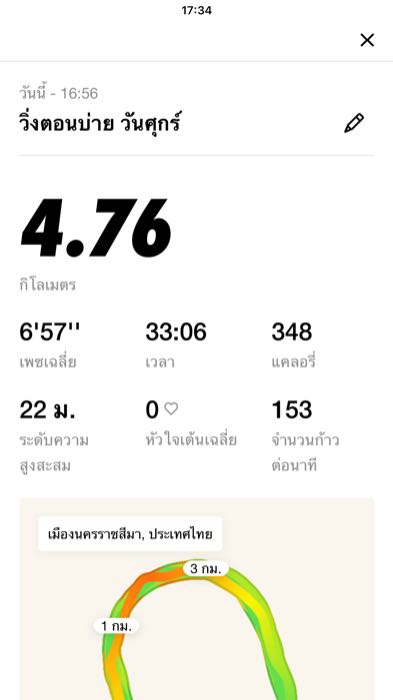 17:34
วันนี้ - 16:56
วิ่งตอนบ่าย วันศุกร์
4.76
กิโลเมตร
6'57'' 33:06 348
เพซเฉลี่ย เวลา แคลอรี่
22 ม. 0 153
ระดับความ หัวใจเต้นเฉลี่ย จำนวนก้าว
สูงสะสม ต่อนาที
เมืองนครราชสีมา, ประเทศไทย
3 กม.
1 กม.